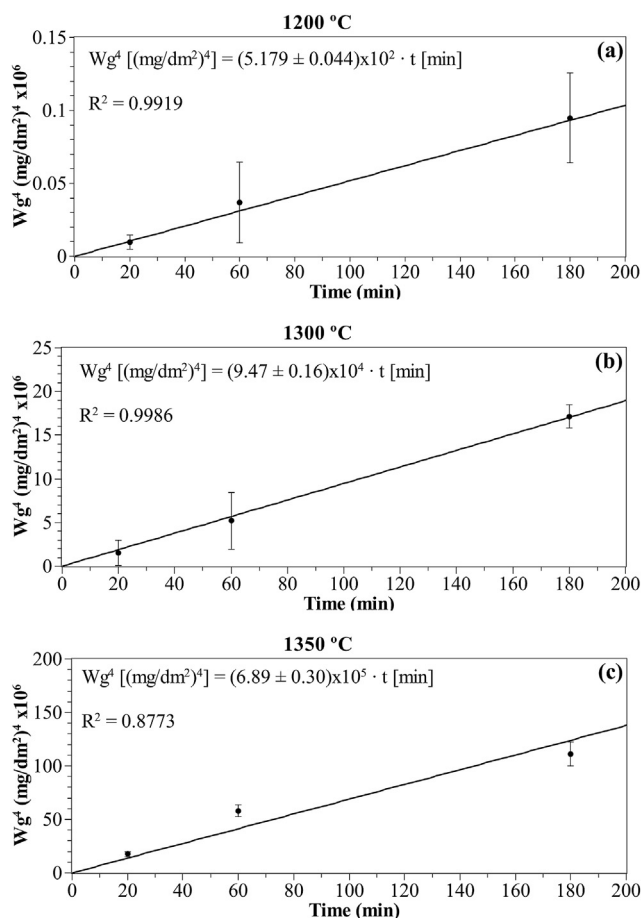 1200 ºC
(a)
Wg⁴ [(mg/dm²)⁴] = (5.179 ± 0.044)x10² · t [min]
R² = 0.9919
Wg⁴ (mg/dm²)⁴ x10⁶
0.15
0.1
0.05
0
0 20 40 60 80 100 120 140 160 180 200
Time (min)
1300 ºC
(b)
Wg⁴ [(mg/dm²)⁴] = (9.47 ± 0.16)x10⁴ · t [min]
R² = 0.9986
Wg⁴ (mg/dm²)⁴ x10⁶
25
20
15
10
5
0
0 20 40 60 80 100 120 140 160 180 200
Time (min)
1350 ºC
(c)
Wg⁴ [(mg/dm²)⁴] = (6.89 ± 0.30)x10⁵ · t [min]
R² = 0.8773
Wg⁴ (mg/dm²)⁴ x10⁶
200
150
100
50
0
0 20 40 60 80 100 120 140 160 180 200
Time (min)